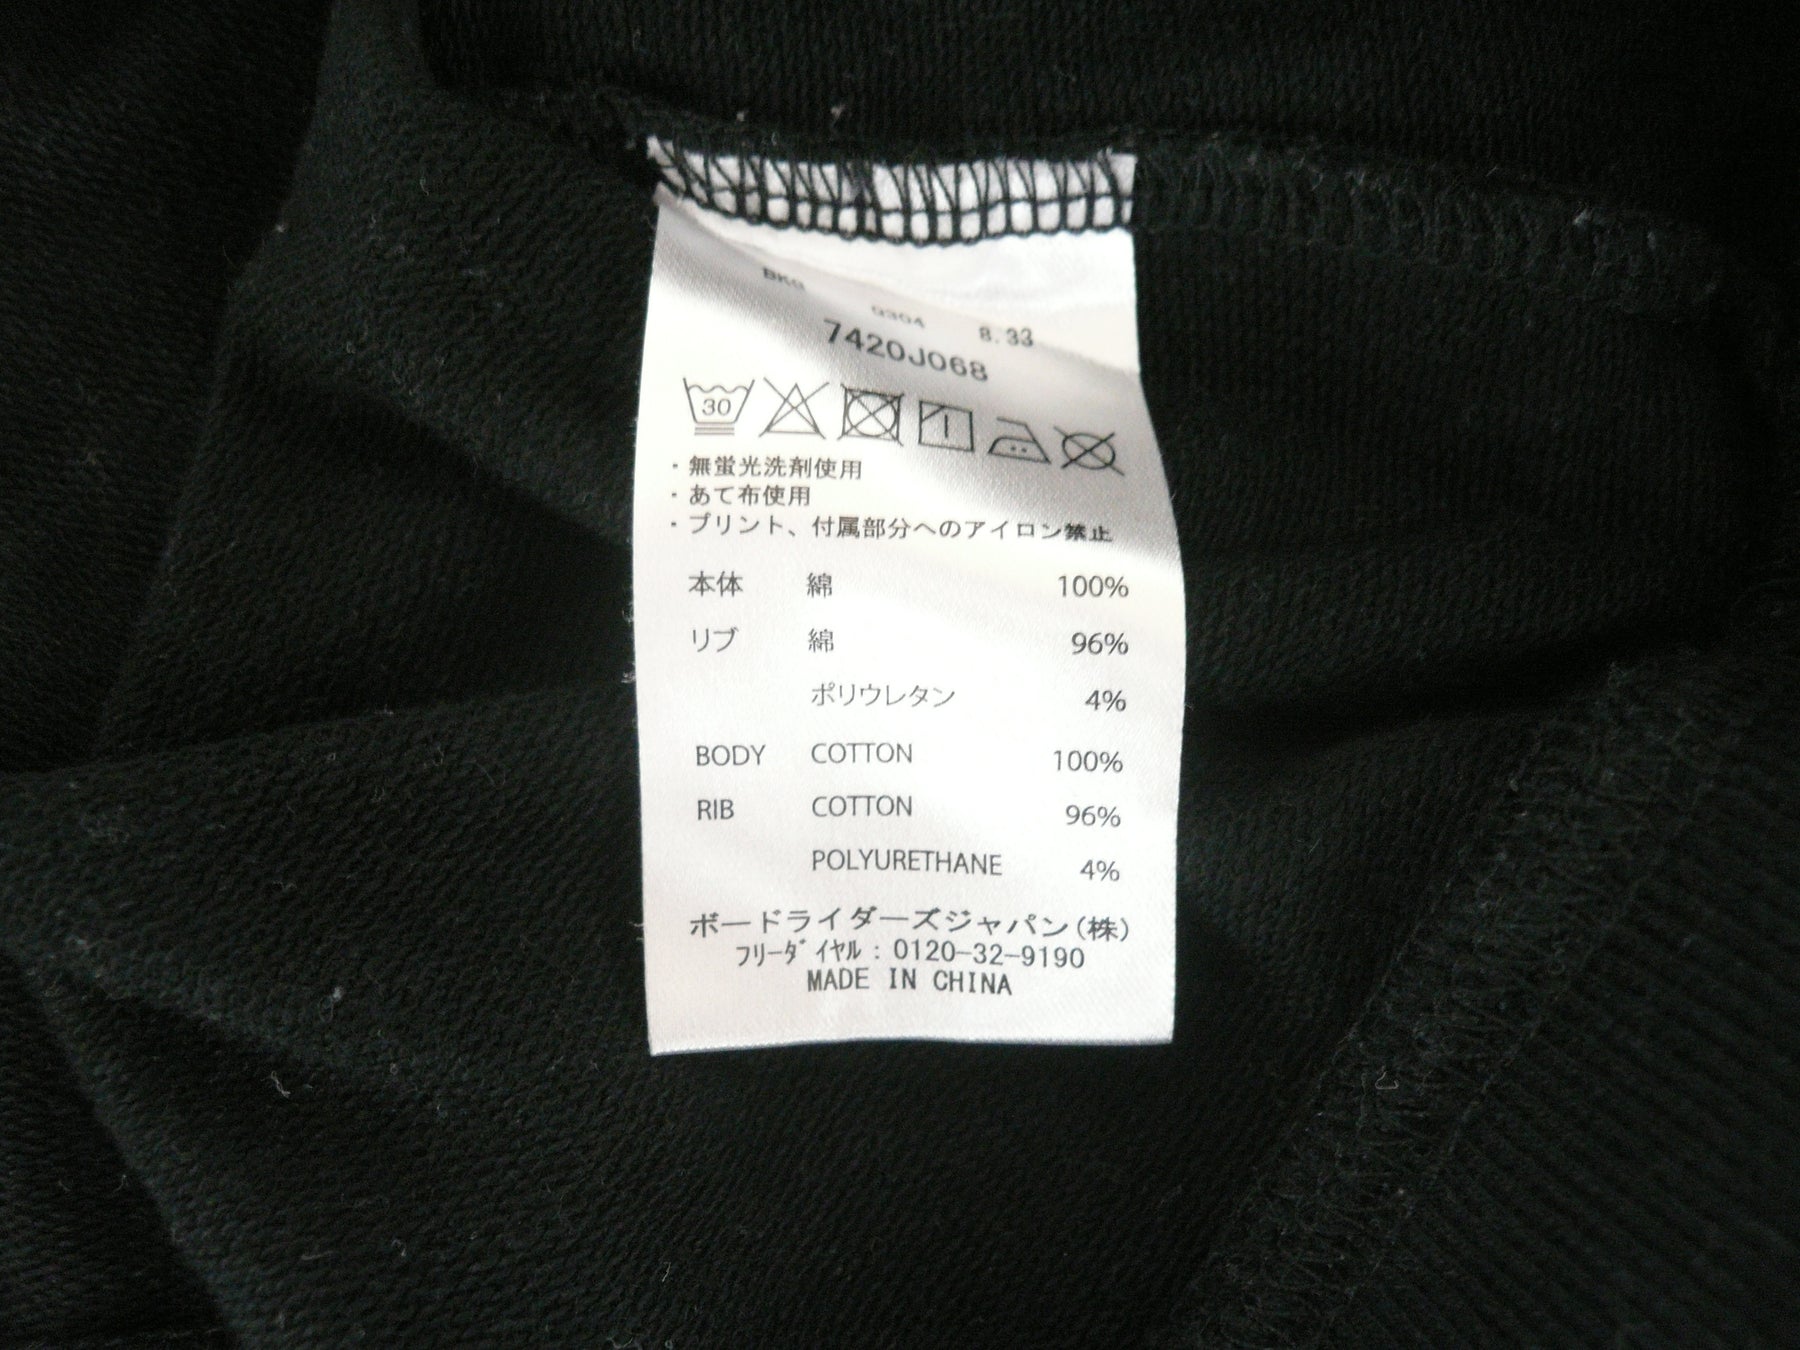 BKG
0304 8.33
7420J068
30
・無蛍光洗剤使用
・あて布使用
・プリント、付属部分へのアイロン禁止
本体 綿 100%
リブ 綿 96%
ポリウレタン 4%
BODY COTTON 100%
RIB COTTON 96%
POLYURETHANE 4%
ボードライダーズジャパン(株)
フリーダイヤル：0120-32-9190
MADE IN CHINA